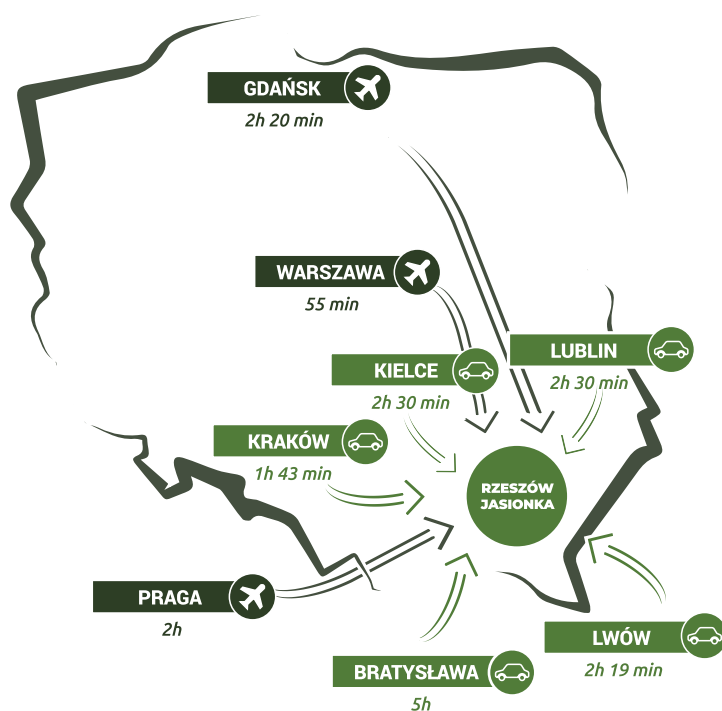 GDAŃSK
2h 20 min
WARSZAWA
55 min
LUBLIN
2h 30 min
KIELCE
2h 30 min
KRAKÓW
1h 43 min
RZESZÓW
JASIONKA
PRAGA
2h
LWÓW
2h 19 min
BRATYSŁAWA
5h